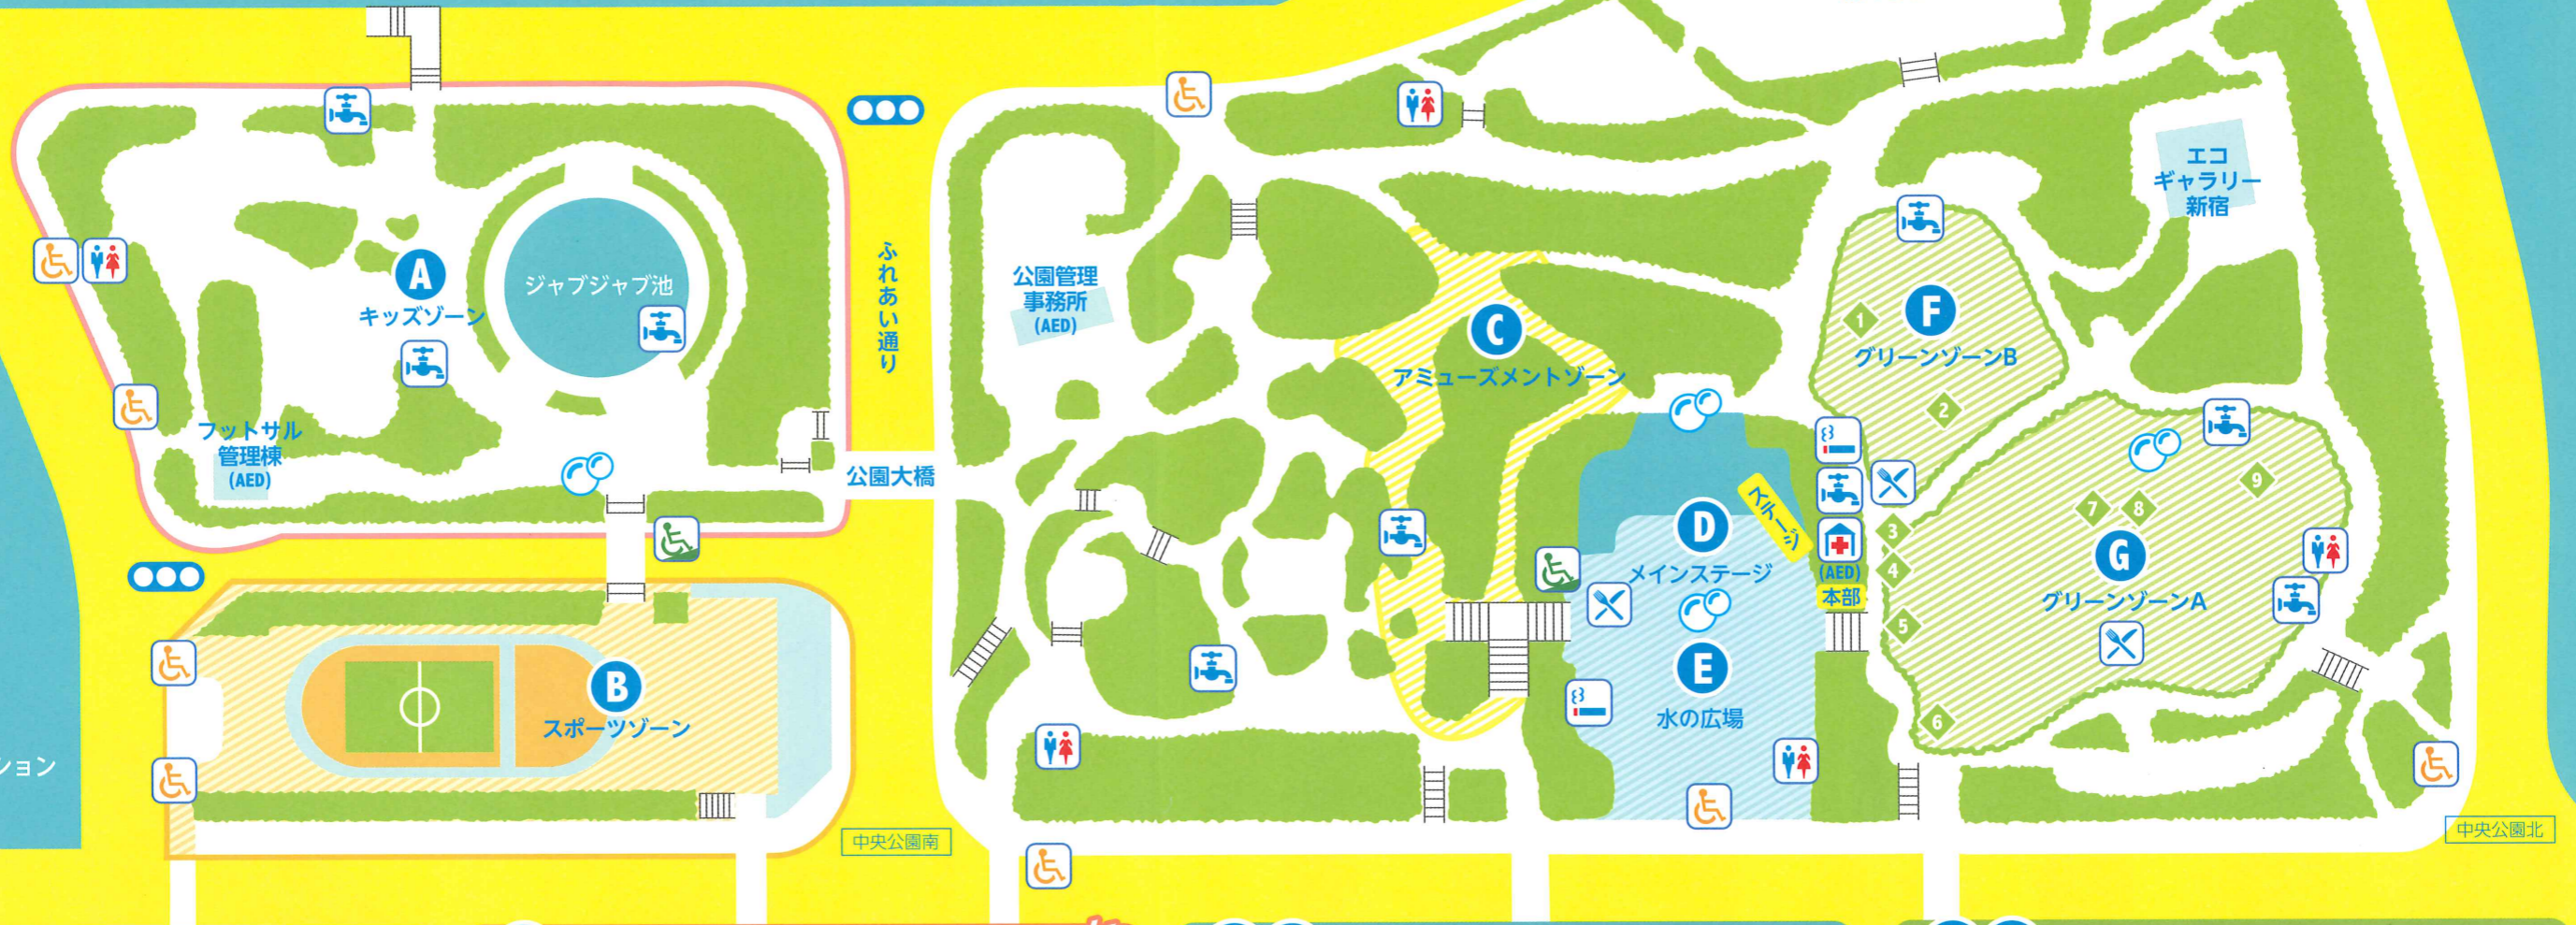 エコ
ギャラリー
新宿
A
キッズゾーン
ジャブジャブ池
ふれあい通り
公園管理
事務所
(AED)
C
アミューズメントゾーン
F
グリーンゾーンB
1
2
フットサル
管理棟
(AED)
公園大橋
ステージ
D
メインステージ
(AED)
本部
3
4
5
6
7
8
9
G
グリーンゾーンA
B
スポーツゾーン
E
水の広場
ション
中央公園南
中央公園北